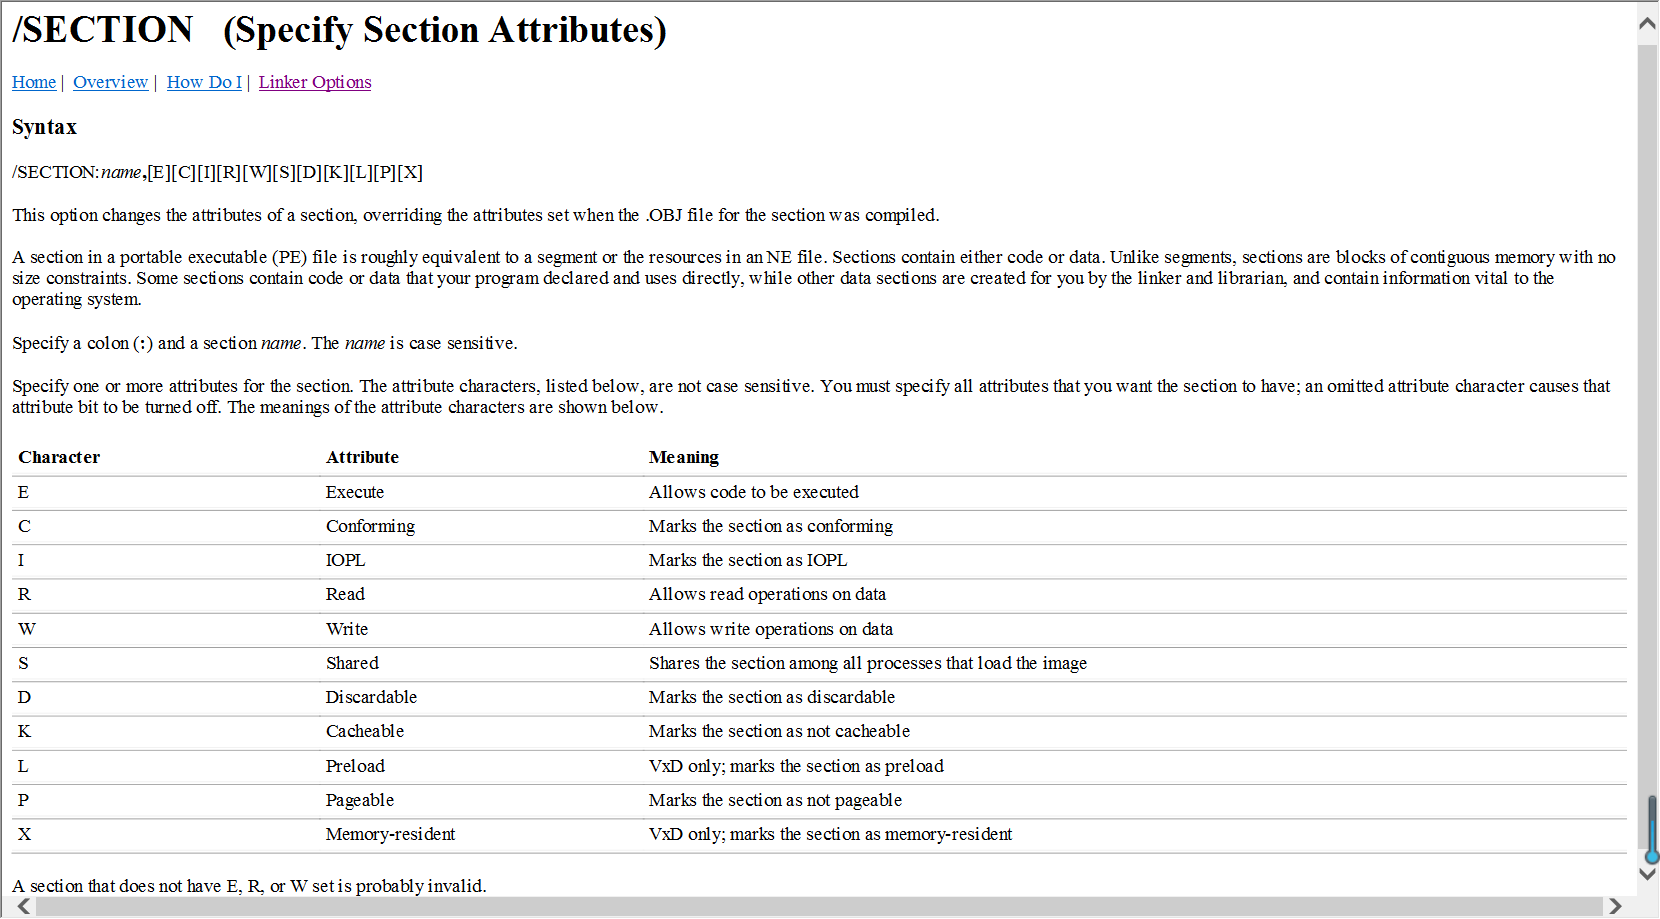 /SECTION (Specify Section Attributes)
Home | Overview | How Do I | Linker Options
Syntax
/SECTION:name,[E][C][I][R][W][S][D][K][L][P][X]
This option changes the attributes of a section, overriding the attributes set when the .OBJ file for the section was compiled.
A section in a portable executable (PE) file is roughly equivalent to a segment or the resources in an NE file. Sections contain either code or data. Unlike segments, sections are blocks of contiguous memory with no
size constraints. Some sections contain code or data that your program declared and uses directly, while other data sections are created for you by the linker and librarian, and contain information vital to the
operating system.
Specify a colon (:) and a section name. The name is case sensitive.
Specify one or more attributes for the section. The attribute characters, listed below, are not case sensitive. You must specify all attributes that you want the section to have; an omitted attribute character causes that
attribute bit to be turned off. The meanings of the attribute characters are shown below.
Character Attribute Meaning
E Execute Allows code to be executed
C Conforming Marks the section as conforming
I IOPL Marks the section as IOPL
R Read Allows read operations on data
W Write Allows write operations on data
S Shared Shares the section among all processes that load the image
D Discardable Marks the section as discardable
K Cacheable Marks the section as not cacheable
L Preload VxD only; marks the section as preload
P Pageable Marks the section as not pageable
X Memory-resident VxD only; marks the section as memory-resident
A section that does not have E, R, or W set is probably invalid.